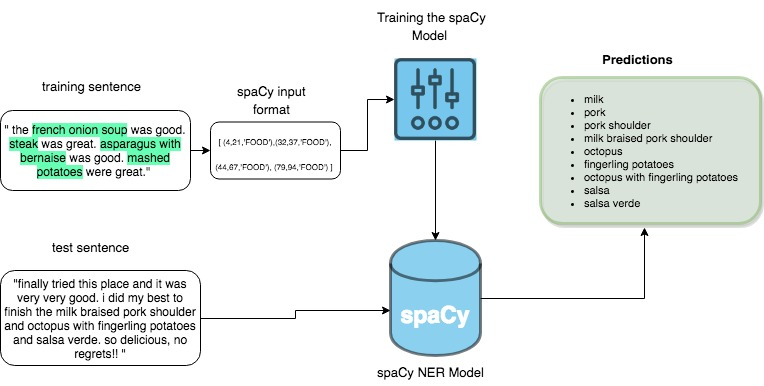 Training the spaCy
Model
training sentence
spaCy input
format
" the french onion soup was good.
steak was great. asparagus with
bernaise was good. mashed
potatoes were great."
[ (4,21,'FOOD'),(32,37,'FOOD'),
(44,67,'FOOD'), (79,94,'FOOD') ]
Predictions
• milk
• pork
• pork shoulder
• milk braised pork shoulder
• octopus
• fingerling potatoes
• octopus with fingerling potatoes
• salsa
• salsa verde
test sentence
"finally tried this place and it was
very very good. i did my best to
finish the milk braised pork shoulder
and octopus with fingerling potatoes
and salsa verde. so delicious, no
regrets!! "
spaCy
spaCy NER Model